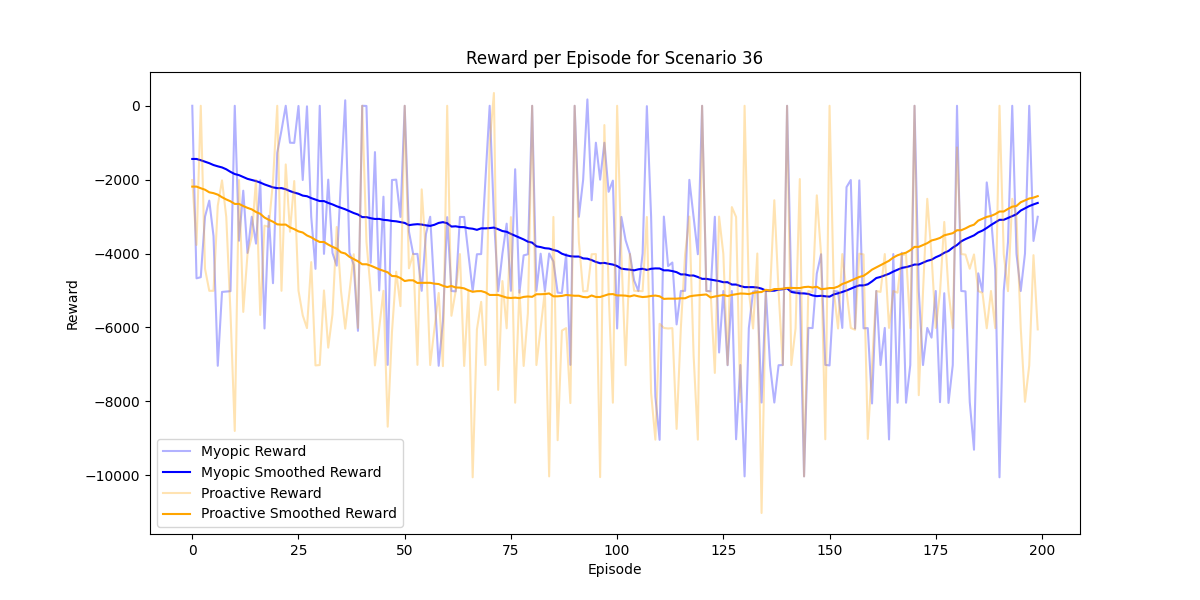 Reward per Episode for Scenario 36
Reward
0
−2000
−4000
−6000
−8000
−10000
Myopic Reward
Myopic Smoothed Reward
Proactive Reward
Proactive Smoothed Reward
0 25 50 75 100 125 150 175 200
Episode